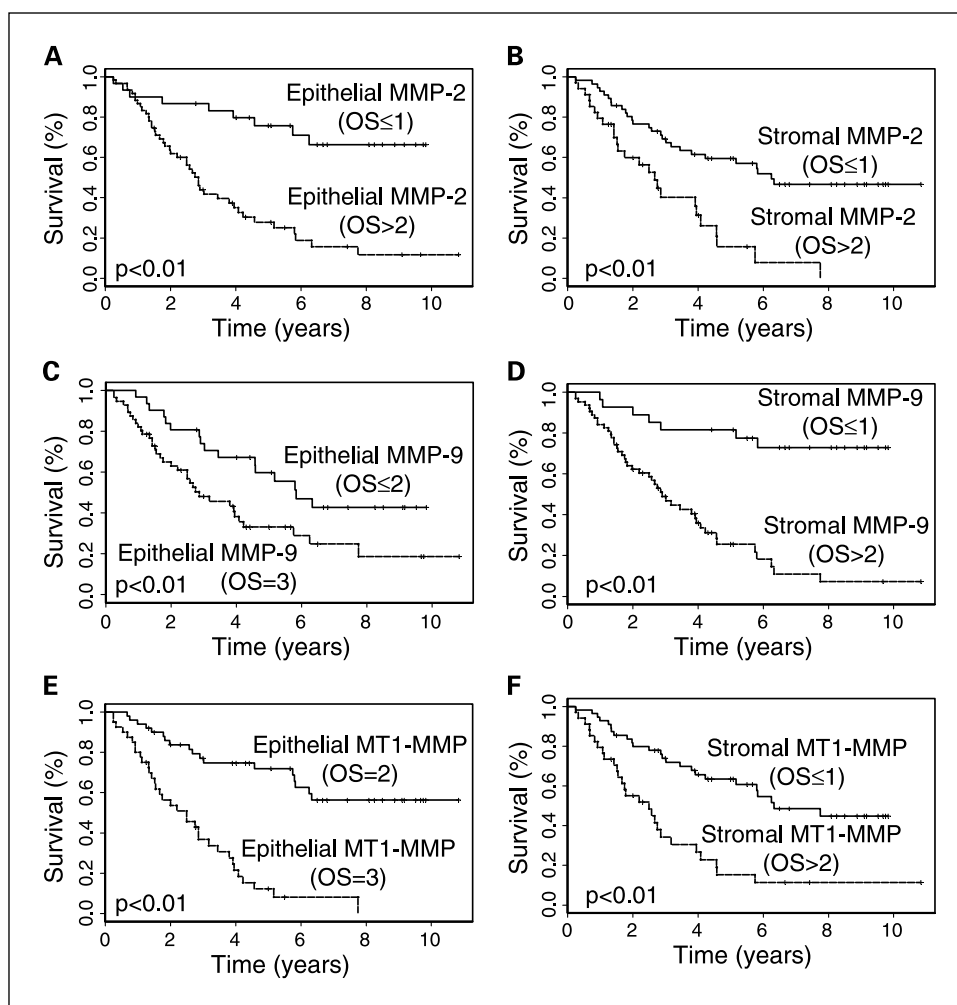 A
Survival (%)
1.0
0.8
0.6
0.4
0.2
0.0
Epithelial MMP-2
(OS≤1)
Epithelial MMP-2
(OS>2)
p<0.01
0 2 4 6 8 10
Time (years)
B
Survival (%)
1.0
0.8
0.6
0.4
0.2
0.0
Stromal MMP-2
(OS≤1)
Stromal MMP-2
(OS>2)
p<0.01
0 2 4 6 8 10
Time (years)
C
Survival (%)
1.0
0.8
0.6
0.4
0.2
0.0
Epithelial MMP-9
(OS≤2)
Epithelial MMP-9
(OS=3)
p<0.01
0 2 4 6 8 10
Time (years)
D
Survival (%)
1.0
0.8
0.6
0.4
0.2
0.0
Stromal MMP-9
(OS≤1)
Stromal MMP-9
(OS>2)
p<0.01
0 2 4 6 8 10
Time (years)
E
Survival (%)
1.0
0.8
0.6
0.4
0.2
0.0
Epithelial MT1-MMP
(OS=2)
Epithelial MT1-MMP
(OS=3)
p<0.01
0 2 4 6 8 10
Time (years)
F
Survival (%)
1.0
0.8
0.6
0.4
0.2
0.0
Stromal MT1-MMP
(OS≤1)
Stromal MT1-MMP
(OS>2)
p<0.01
0 2 4 6 8 10
Time (years)